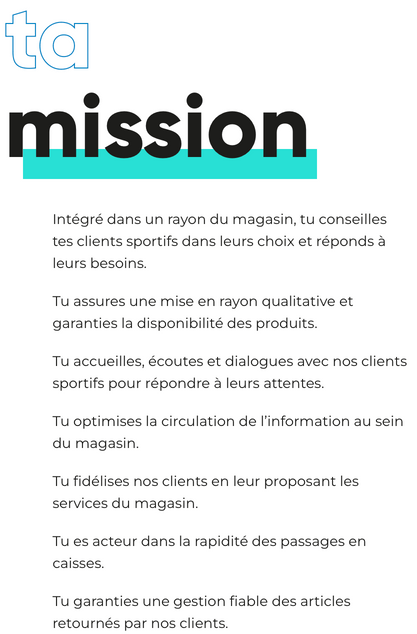 ta
mission
Intégré dans un rayon du magasin, tu conseilles
tes clients sportifs dans leurs choix et réponds à
leurs besoins.
Tu assures une mise en rayon qualitative et
garanties la disponibilité des produits.
Tu accueilles, écoutes et dialogues avec nos clients
sportifs pour répondre à leurs attentes.
Tu optimises la circulation de l’information au sein
du magasin.
Tu fidélises nos clients en leur proposant les
services du magasin.
Tu es acteur dans la rapidité des passages en
caisses.
Tu garanties une gestion fiable des articles
retournés par nos clients.